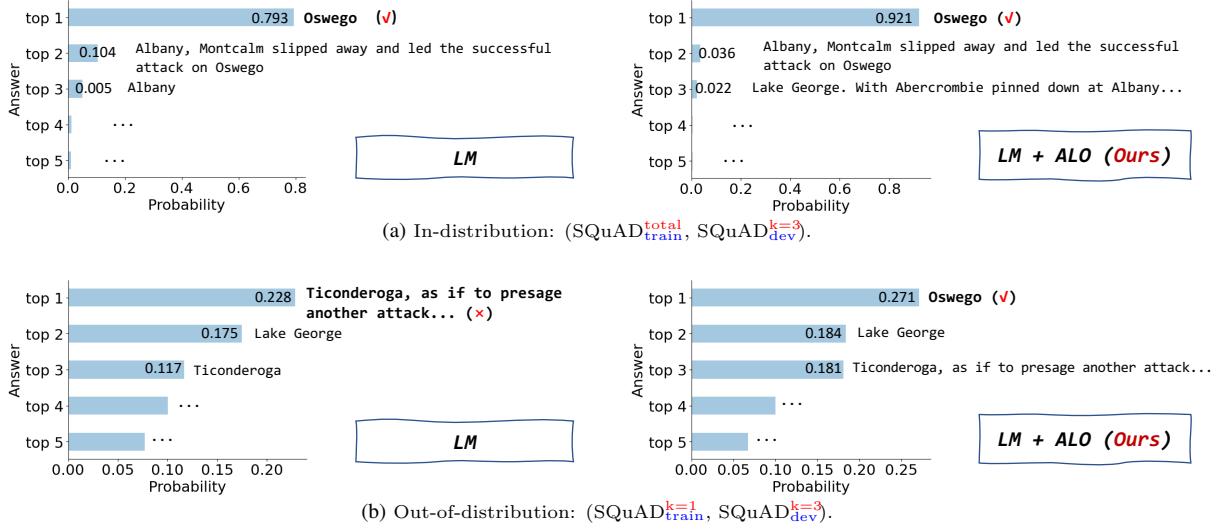 top 1 0.793 Oswego (√)
top 2 0.104 Albany, Montcalm slipped away and led the successful
attack on Oswego
top 3 0.005 Albany
top 4 ...
top 5 ...
Answer
0.0 0.2 0.4 0.6 0.8
Probability
LM
top 1 0.921 Oswego (√)
top 2 0.036 Albany, Montcalm slipped away and led the successful
attack on Oswego
top 3 0.022 Lake George. With Abercrombie pinned down at Albany...
top 4 ...
top 5 ...
Answer
0.0 0.2 0.4 0.6 0.8
Probability
LM + ALO (Ours)
(a) In-distribution: (SQuAD total train, SQuAD k=3 dev).
top 1 0.228 Ticonderoga, as if to presage
another attack... (×)
top 2 0.175 Lake George
top 3 0.117 Ticonderoga
top 4 ...
top 5 ...
Answer
0.00 0.05 0.10 0.15 0.20
Probability
LM
top 1 0.271 Oswego (√)
top 2 0.184 Lake George
top 3 0.181 Ticonderoga, as if to presage another attack...
top 4 ...
top 5 ...
Answer
0.00 0.05 0.10 0.15 0.20 0.25
Probability
LM + ALO (Ours)
(b) Out-of-distribution: (SQuAD k=1 train, SQuAD k=3 dev).